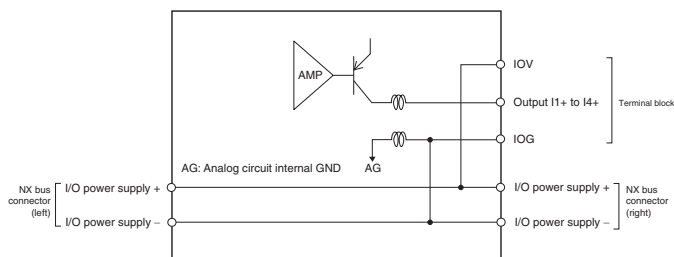 AMP
IOV
Output I1+ to I4+
Terminal block
IOG
AG: Analog circuit internal GND
AG
NX bus
connector
(left)
I/O power supply +
I/O power supply –
I/O power supply +
I/O power supply –
NX bus
connector
(right)